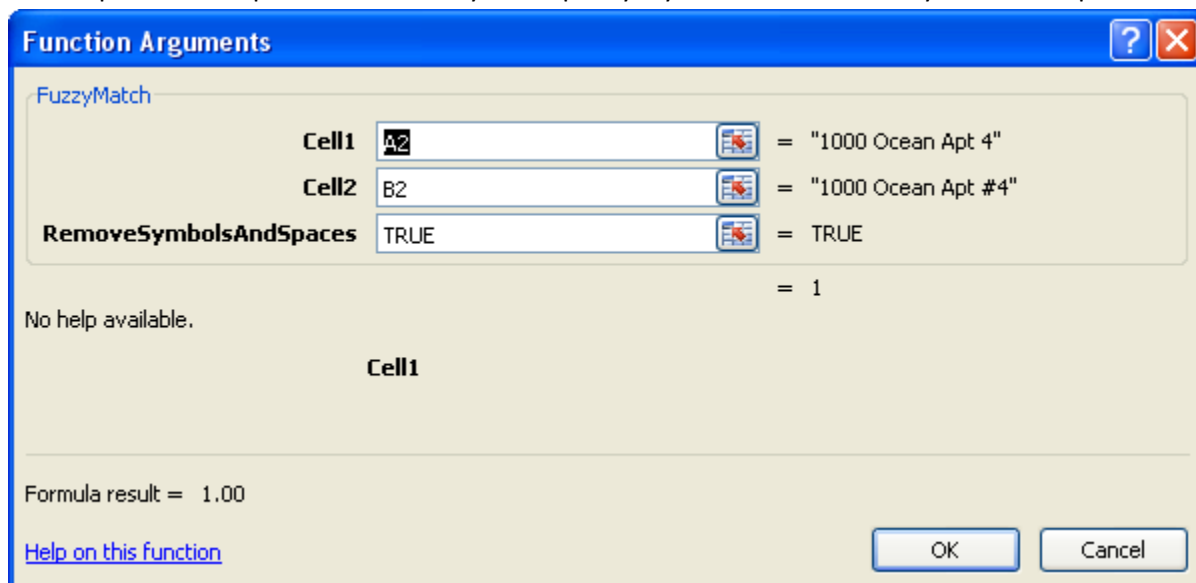 Function Arguments
FuzzyMatch
Cell1 A2 = "1000 Ocean Apt 4"
Cell2 B2 = "1000 Ocean Apt #4"
RemoveSymbolsAndSpaces TRUE = TRUE
= 1
No help available.
Cell1
Formula result = 1.00
Help on this function OK Cancel